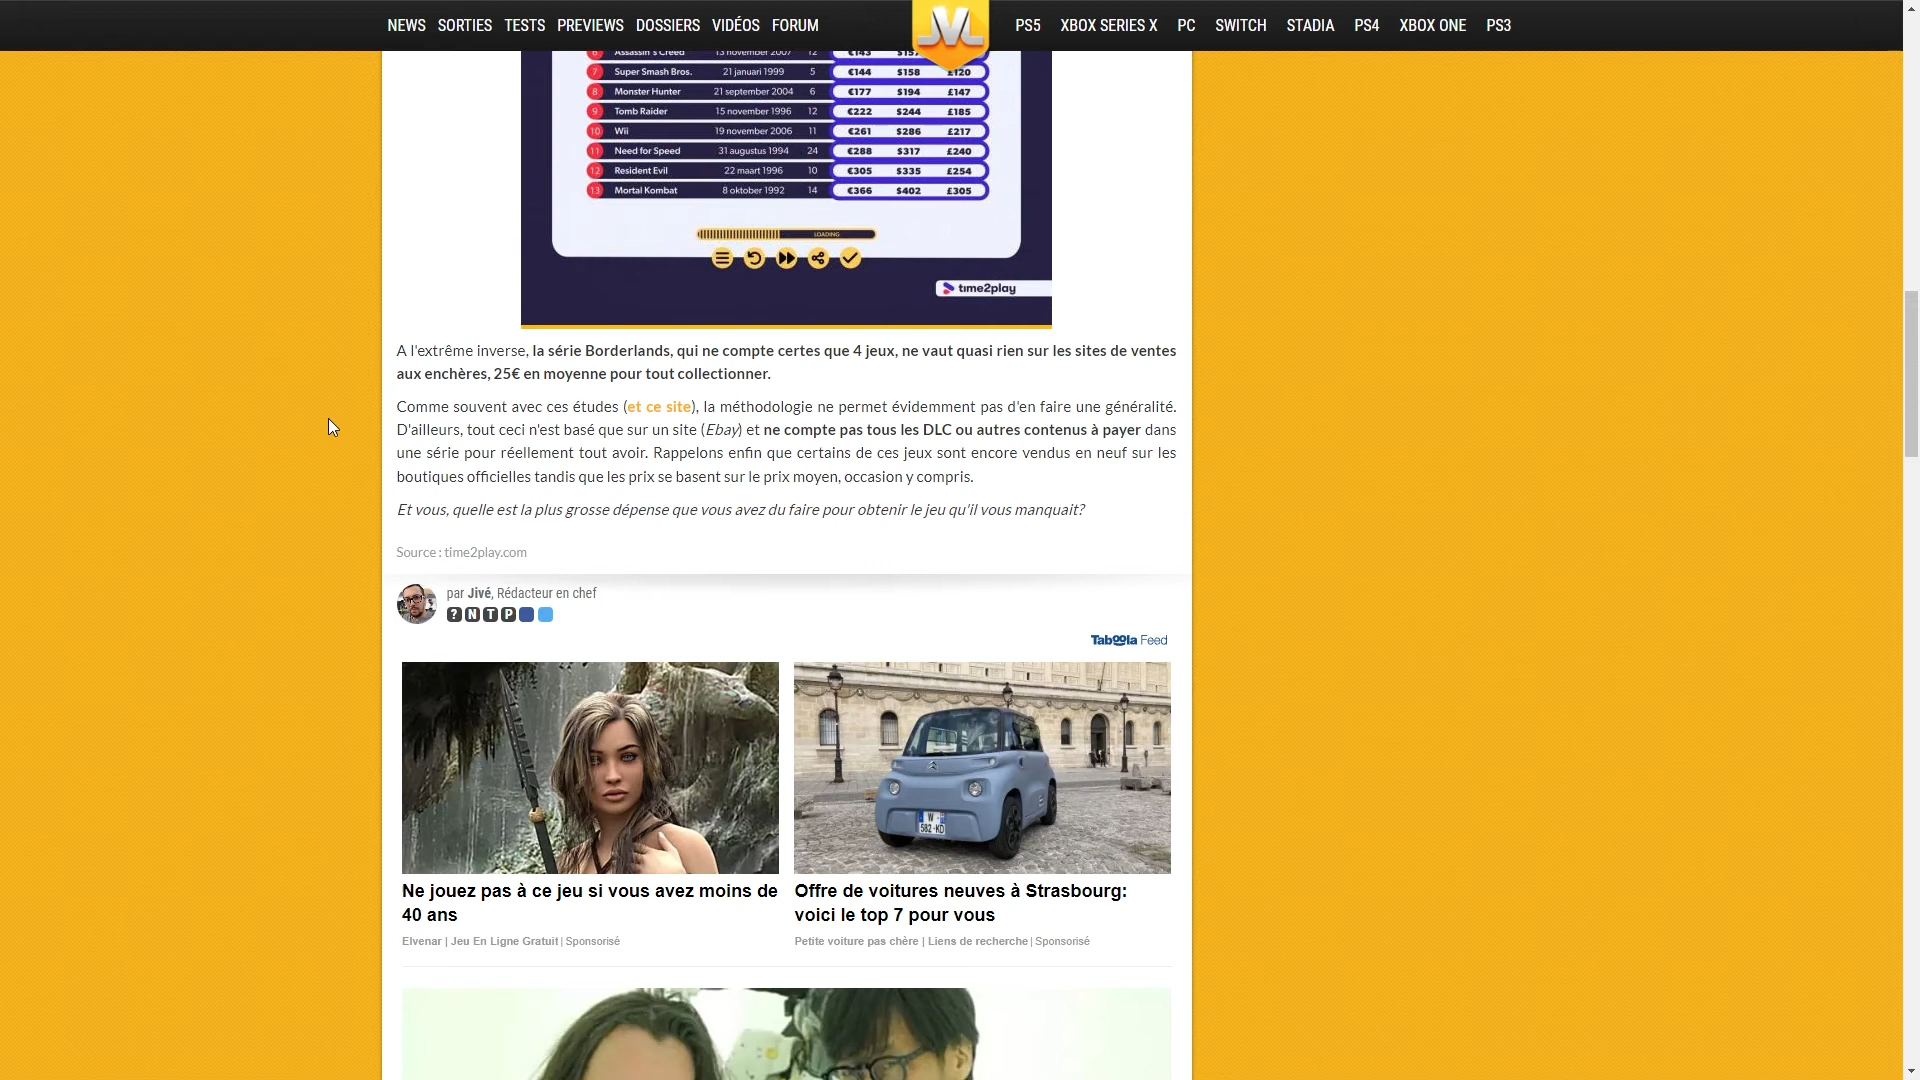 NEWS SORTIES TESTS PREVIEWS DOSSIERS VIDÉOS FORUM JVL PS5 XBOX SERIES X PC SWITCH STADIA PS4 XBOX ONE PS3
6 Assassin's Creed 13 november 2007 12 €143
7 Super Smash Bros. 21 januari 1999 5 €144 $158 £120
8 Monster Hunter 21 september 2004 6 €177 $194 £147
9 Tomb Raider 15 november 1996 12 €222 $244 £185
10 Wii 19 november 2006 11 €261 $286 £217
11 Need for Speed 31 augustus 1994 24 €288 $317 £240
12 Resident Evil 22 maart 1996 10 €305 $335 £254
13 Mortal Kombat 8 oktober 1992 14 €366 $402 £305
LOADING
time2play
A l'extrême inverse, la série Borderlands, qui ne compte certes que 4 jeux, ne vaut quasi rien sur les sites de ventes
aux enchères, 25€ en moyenne pour tout collectionner.
Comme souvent avec ces études (et ce site), la méthodologie ne permet évidemment pas d'en faire une généralité.
D'ailleurs, tout ceci n'est basé que sur un site (Ebay) et ne compte pas tous les DLC ou autres contenus à payer dans
une série pour réellement tout avoir. Rappelons enfin que certains de ces jeux sont encore vendus en neuf sur les
boutiques officielles tandis que les prix se basent sur le prix moyen, occasion y compris.
Et vous, quelle est la plus grosse dépense que vous avez du faire pour obtenir le jeu qu'il vous manquait?
Source : time2play.com
par Jivé, Rédacteur en chef
? N T P
Taboola Feed
W 582-KD
Ne jouez pas à ce jeu si vous avez moins de
40 ans
Elvenar | Jeu En Ligne Gratuit | Sponsorisé
Offre de voitures neuves à Strasbourg:
voici le top 7 pour vous
Petite voiture pas chère | Liens de recherche | Sponsorisé